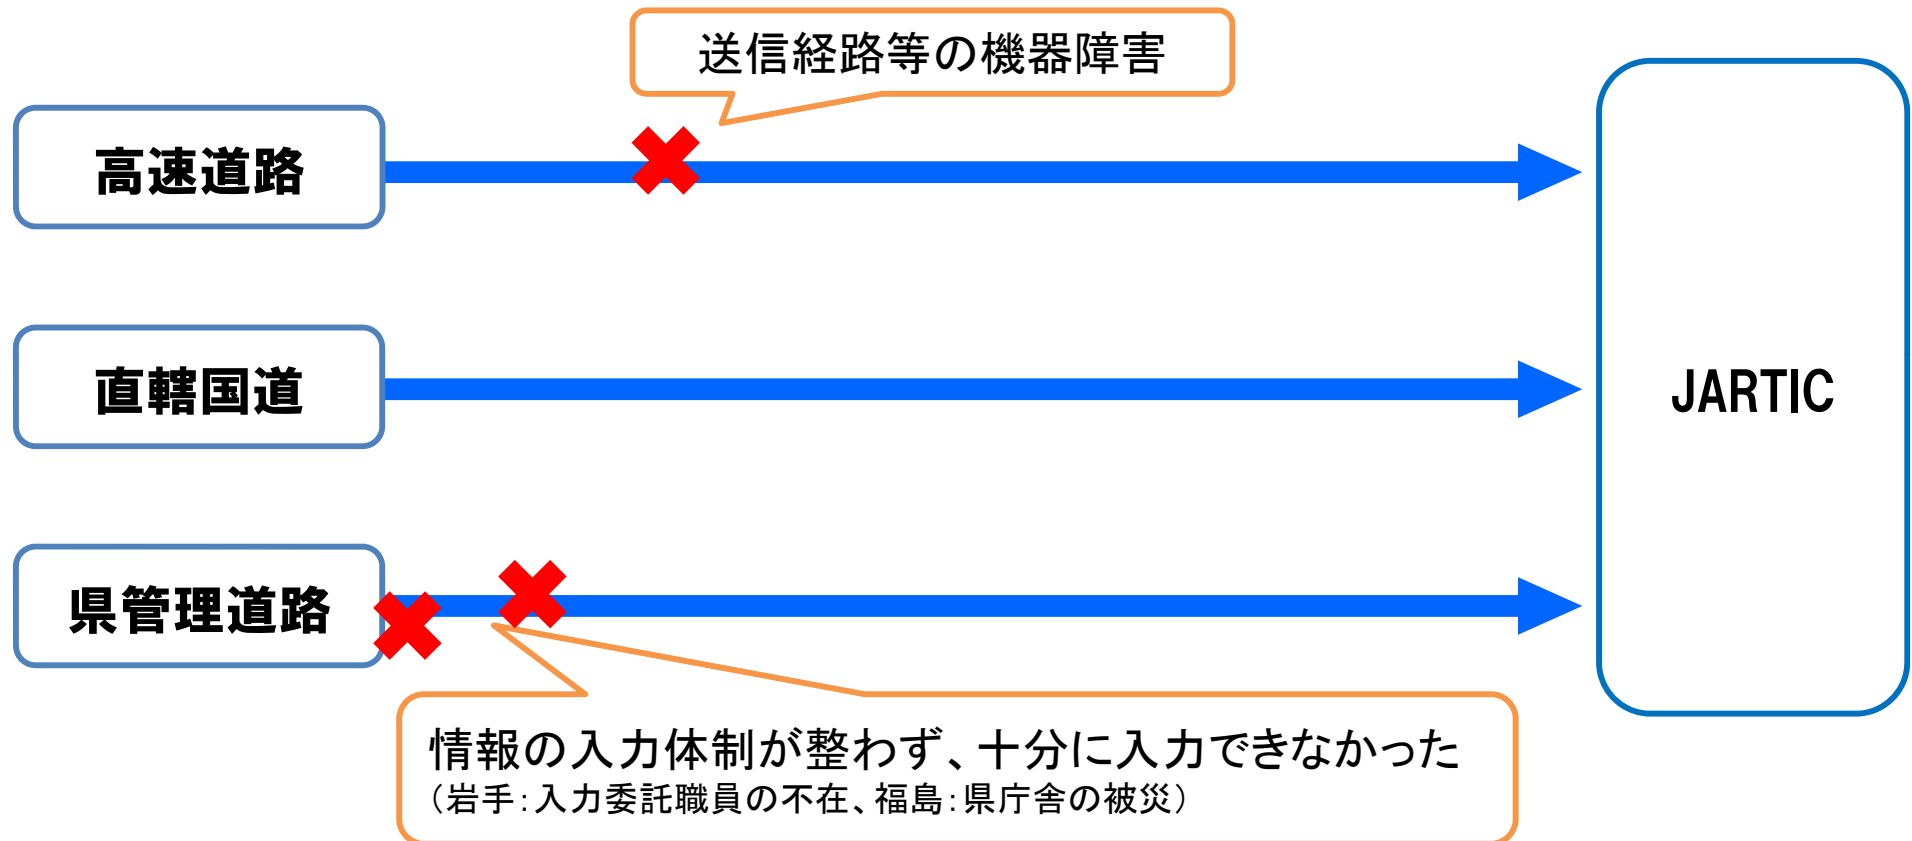 送信経路等の機器障害
高速道路
直轄国道
JARTIC
県管理道路
情報の入力体制が整わず、十分に入力できなかった
（岩手：入力委託職員の不在、福島：県庁舎の被災）